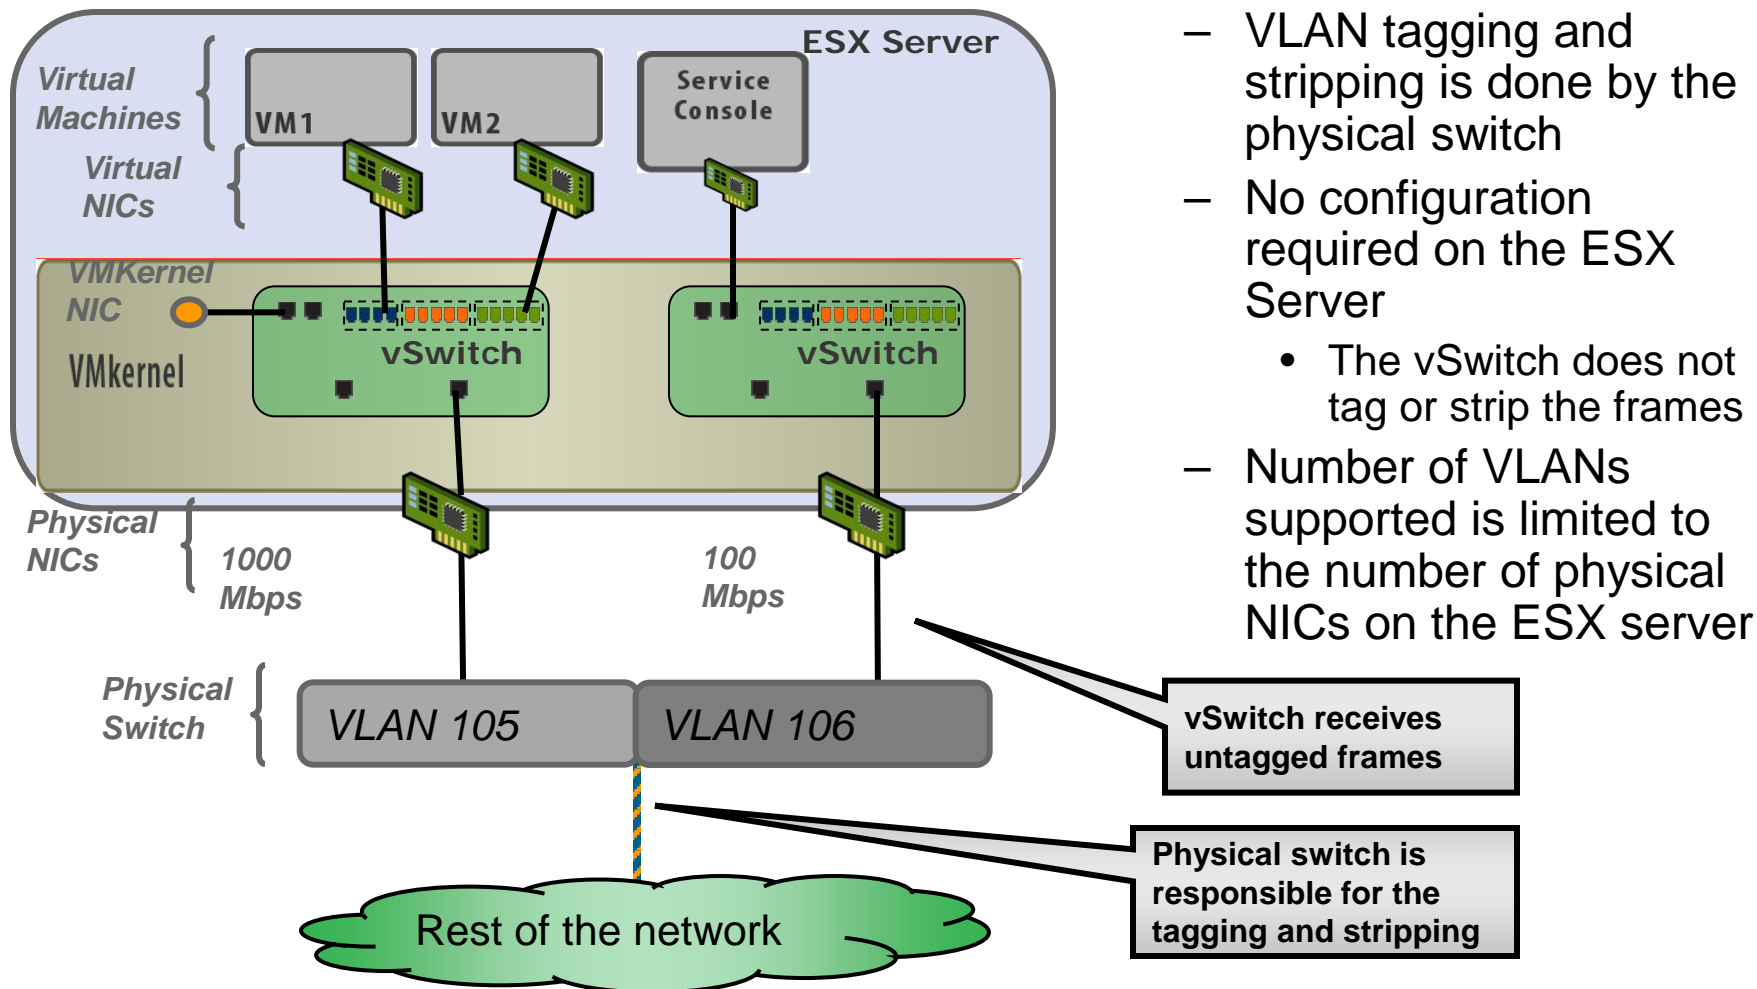 ESX Server
Virtual
Machines
VM1
VM2
Service
Console
Virtual
NICs
VMKernel
NIC
VMkernel
vSwitch
vSwitch
Physical
NICs
1000
Mbps
100
Mbps
Physical
Switch
VLAN 105
VLAN 106
Rest of the network
– VLAN tagging and
stripping is done by the
physical switch
– No configuration
required on the ESX
Server
• The vSwitch does not
tag or strip the frames
– Number of VLANs
supported is limited to
the number of physical
NICs on the ESX server
vSwitch receives
untagged frames
Physical switch is
responsible for the
tagging and stripping